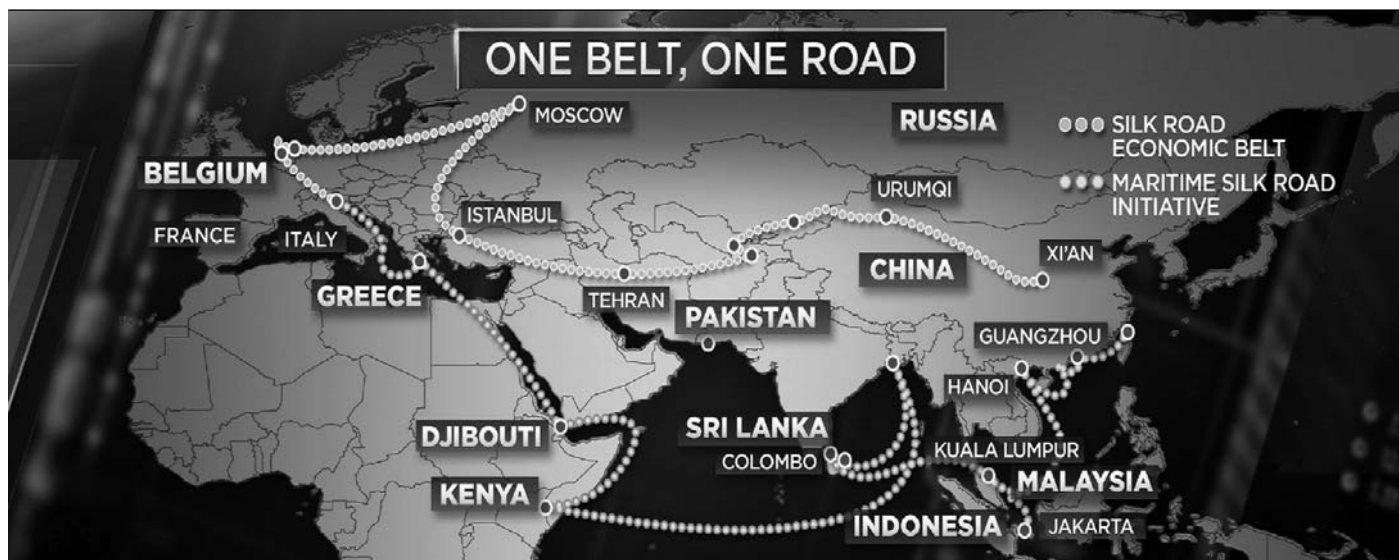 ONE BELT, ONE ROAD
MOSCOW
RUSSIA
SILK ROAD
ECONOMIC BELT
MARITIME SILK ROAD
INITIATIVE
BELGIUM
URUMQI
ISTANBUL
FRANCE
ITALY
XI'AN
CHINA
GREECE
TEHRAN
PAKISTAN
GUANGZHOU
HANOI
DJIBOUTI
SRI LANKA
COLOMBO
KUALA LUMPUR
MALAYSIA
KENYA
INDONESIA
JAKARTA